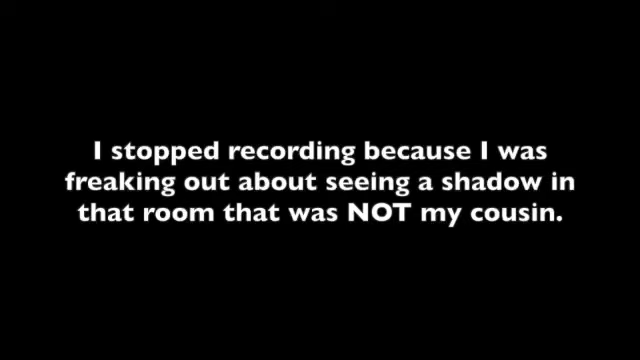 I stopped recording because I was
freaking out about seeing a shadow in
that room that was NOT my cousin.